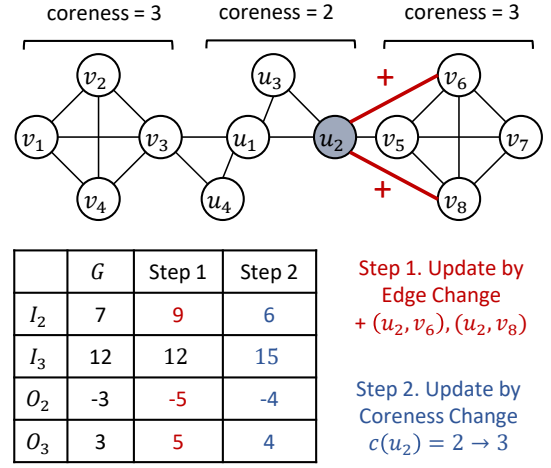 coreness = 3 coreness = 2 coreness = 3
+
v₂ u₃ v₆
v₁ v₃ u₁ u₂ v₅ v₇
+
v₄ u₄ v₈
G Step 1 Step 2
I₂ 7 9 6
I₃ 12 12 15
O₂ -3 -5 -4
O₃ 3 5 4
Step 1. Update by
Edge Change
+ (u₂, v₆), (u₂, v₈)
Step 2. Update by
Coreness Change
c(u₂) = 2 → 3